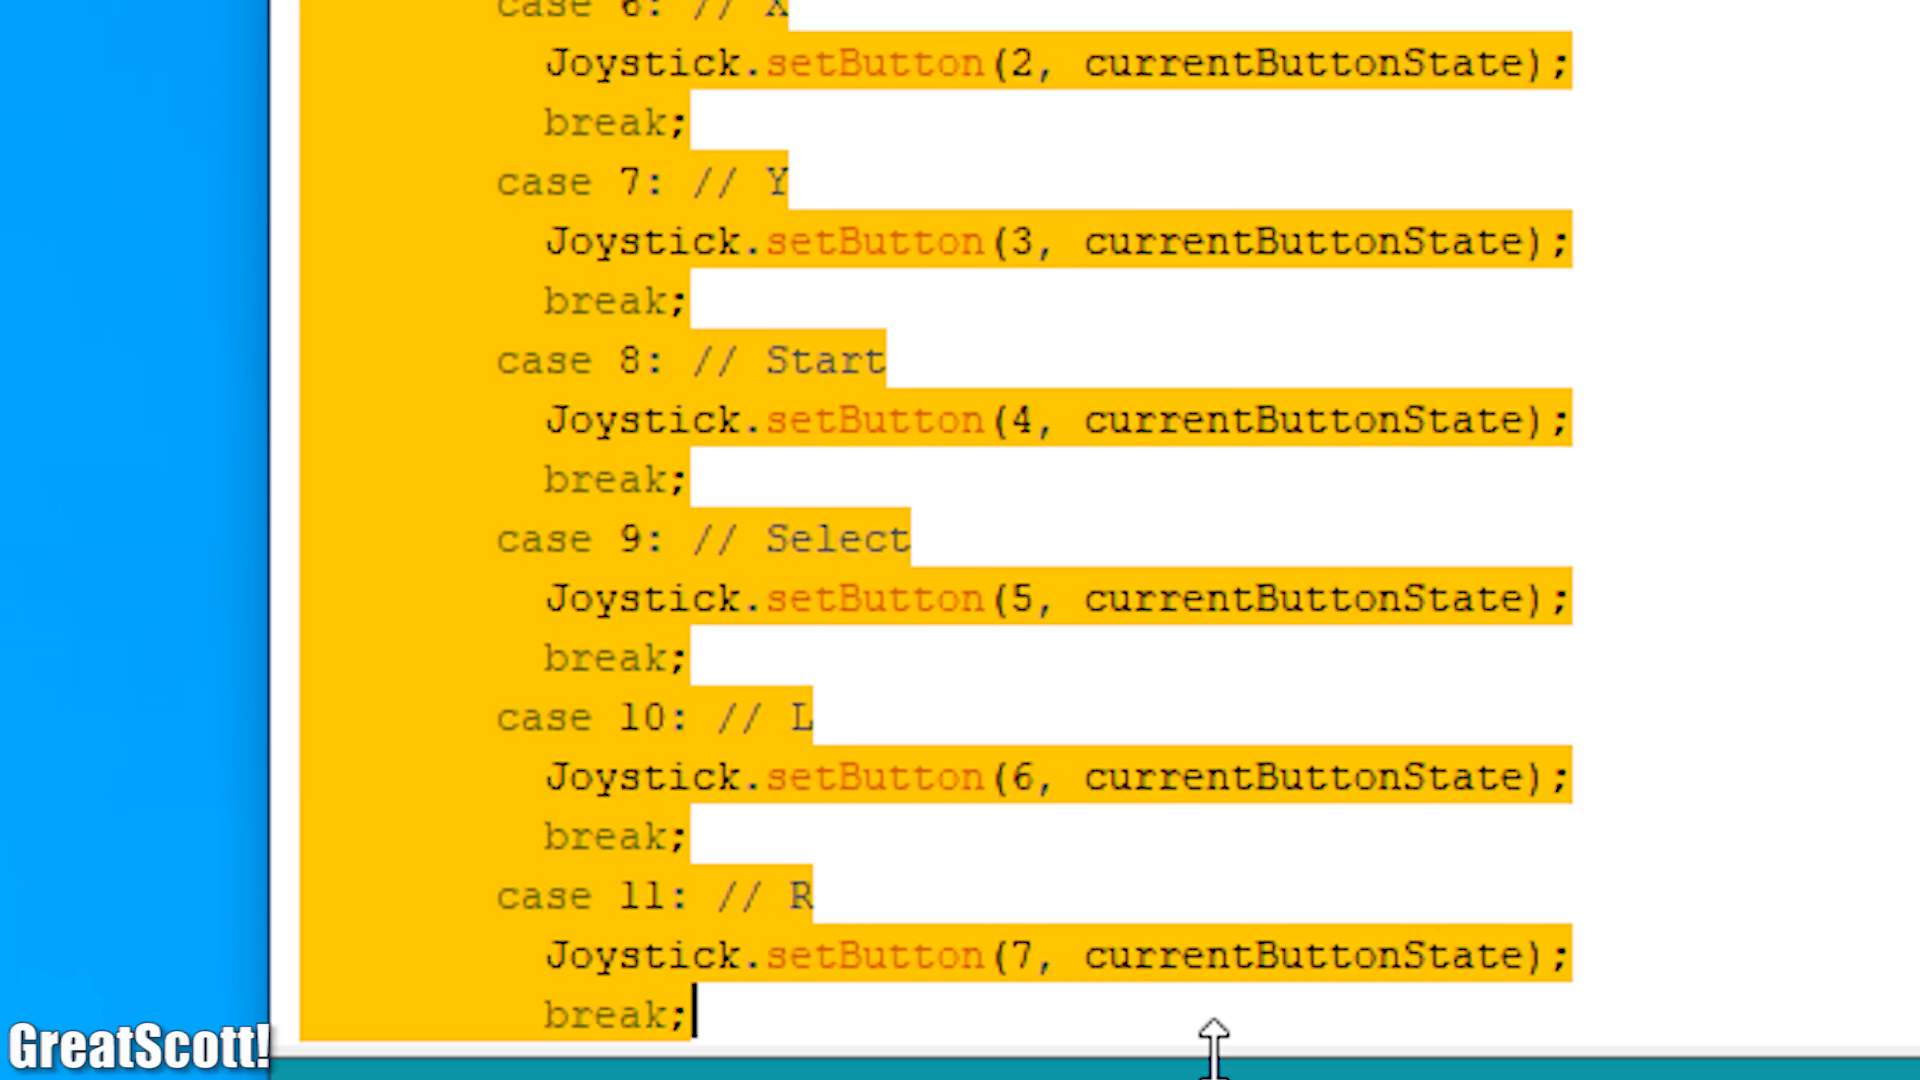 case 6: // X
Joystick.setButton(2, currentButtonState);
break;
case 7: // Y
Joystick.setButton(3, currentButtonState);
break;
case 8: // Start
Joystick.setButton(4, currentButtonState);
break;
case 9: // Select
Joystick.setButton(5, currentButtonState);
break;
case 10: // L
Joystick.setButton(6, currentButtonState);
break;
case 11: // R
Joystick.setButton(7, currentButtonState);
break;
GreatScott!